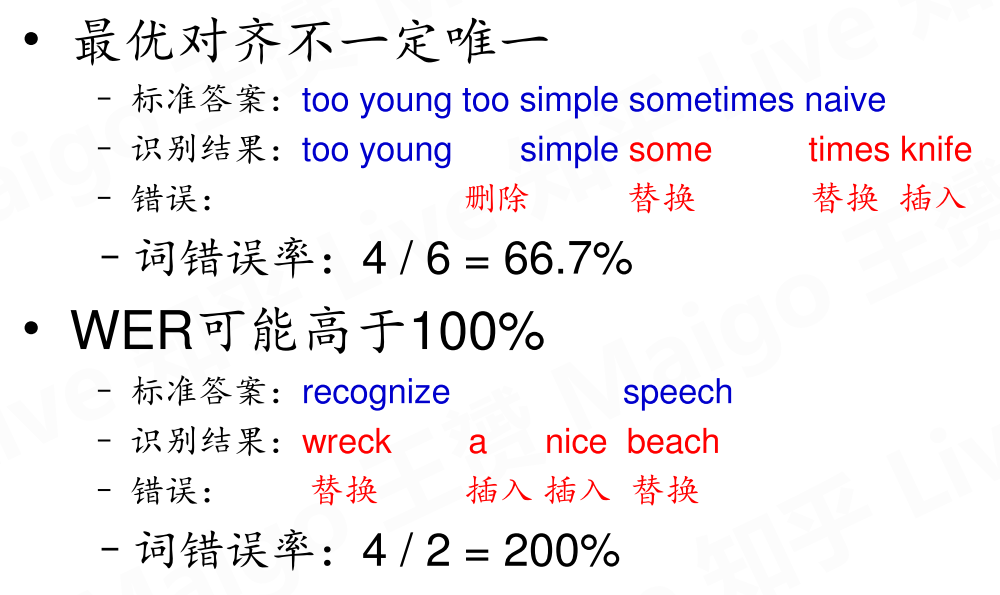 • 最优对齐不一定唯一
– 标准答案：too young too simple sometimes naive
– 识别结果：too young simple some times knife
– 错误： 删除 替换 替换 插入
– 词错误率：4 / 6 = 66.7%
• WER可能高于100%
– 标准答案：recognize speech
– 识别结果：wreck a nice beach
– 错误： 替换 插入 插入 替换
– 词错误率：4 / 2 = 200%